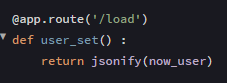 @app.route('/load')
def user_set() :
    return jsonify(now_user)